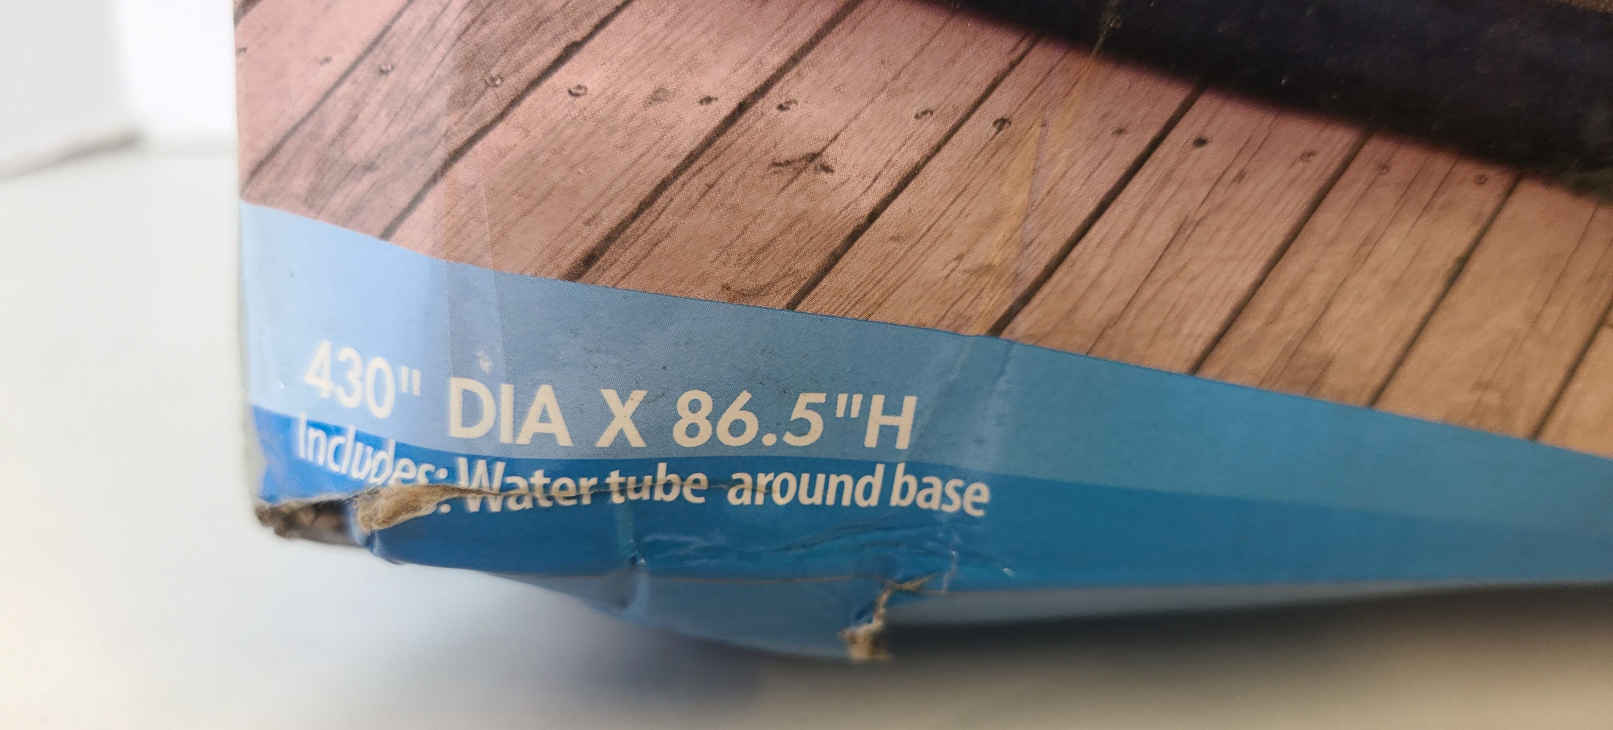 430" DIA X 86.5"H
Includes: Water tube around base